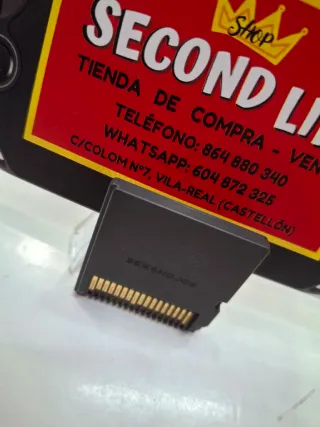 SHOP
SECOND LI
TIENDA DE COMPRA - VEN
TELÉFONO: 864 880 340
WHATSAPP: 604 672 325
C/COLOM Nº7, VILA-REAL (CASTELLÓN)